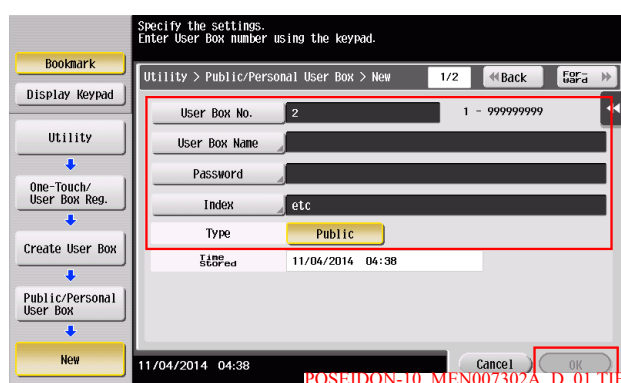 Specify the settings.
Enter User Box number using the keypad.
Bookmark
Display Keypad
Utility
One-Touch/
User Box Reg.
Create User Box
Public/Personal
User Box
New
Utility > Public/Personal User Box > New
1/2
Back
For-
ward
User Box No.
2
1 - 999999999
User Box Name
Password
Index
etc
Type
Public
Time
Stored
11/04/2014 04:38
11/04/2014 04:38
Cancel
OK
POSEIDON-10_MEN007302A_D_01.TIF